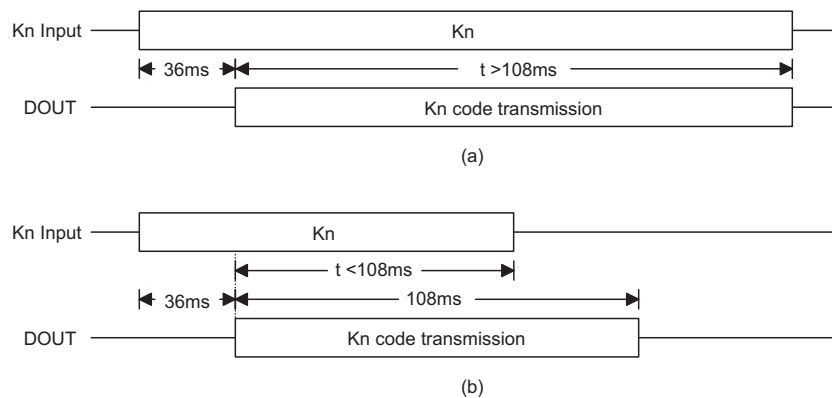 Kn Input
Kn
36ms
t >108ms
DOUT
Kn code transmission
(a)
Kn Input
Kn
t <108ms
36ms
108ms
DOUT
Kn code transmission
(b)